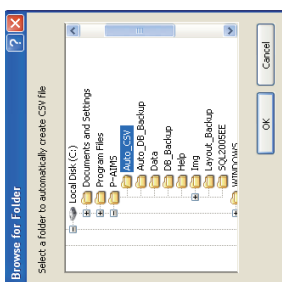 Browse for Folder
Select a folder to automatically create CSV file
Local Disk (C:)
Documents and Settings
Program Files
P-AIMS
Auto_CSV
Auto_DB_Backup
Data
DB_Backup
Help
Img
Layout_Backup
SQL2005EE
WINDOWS
OK
Cancel